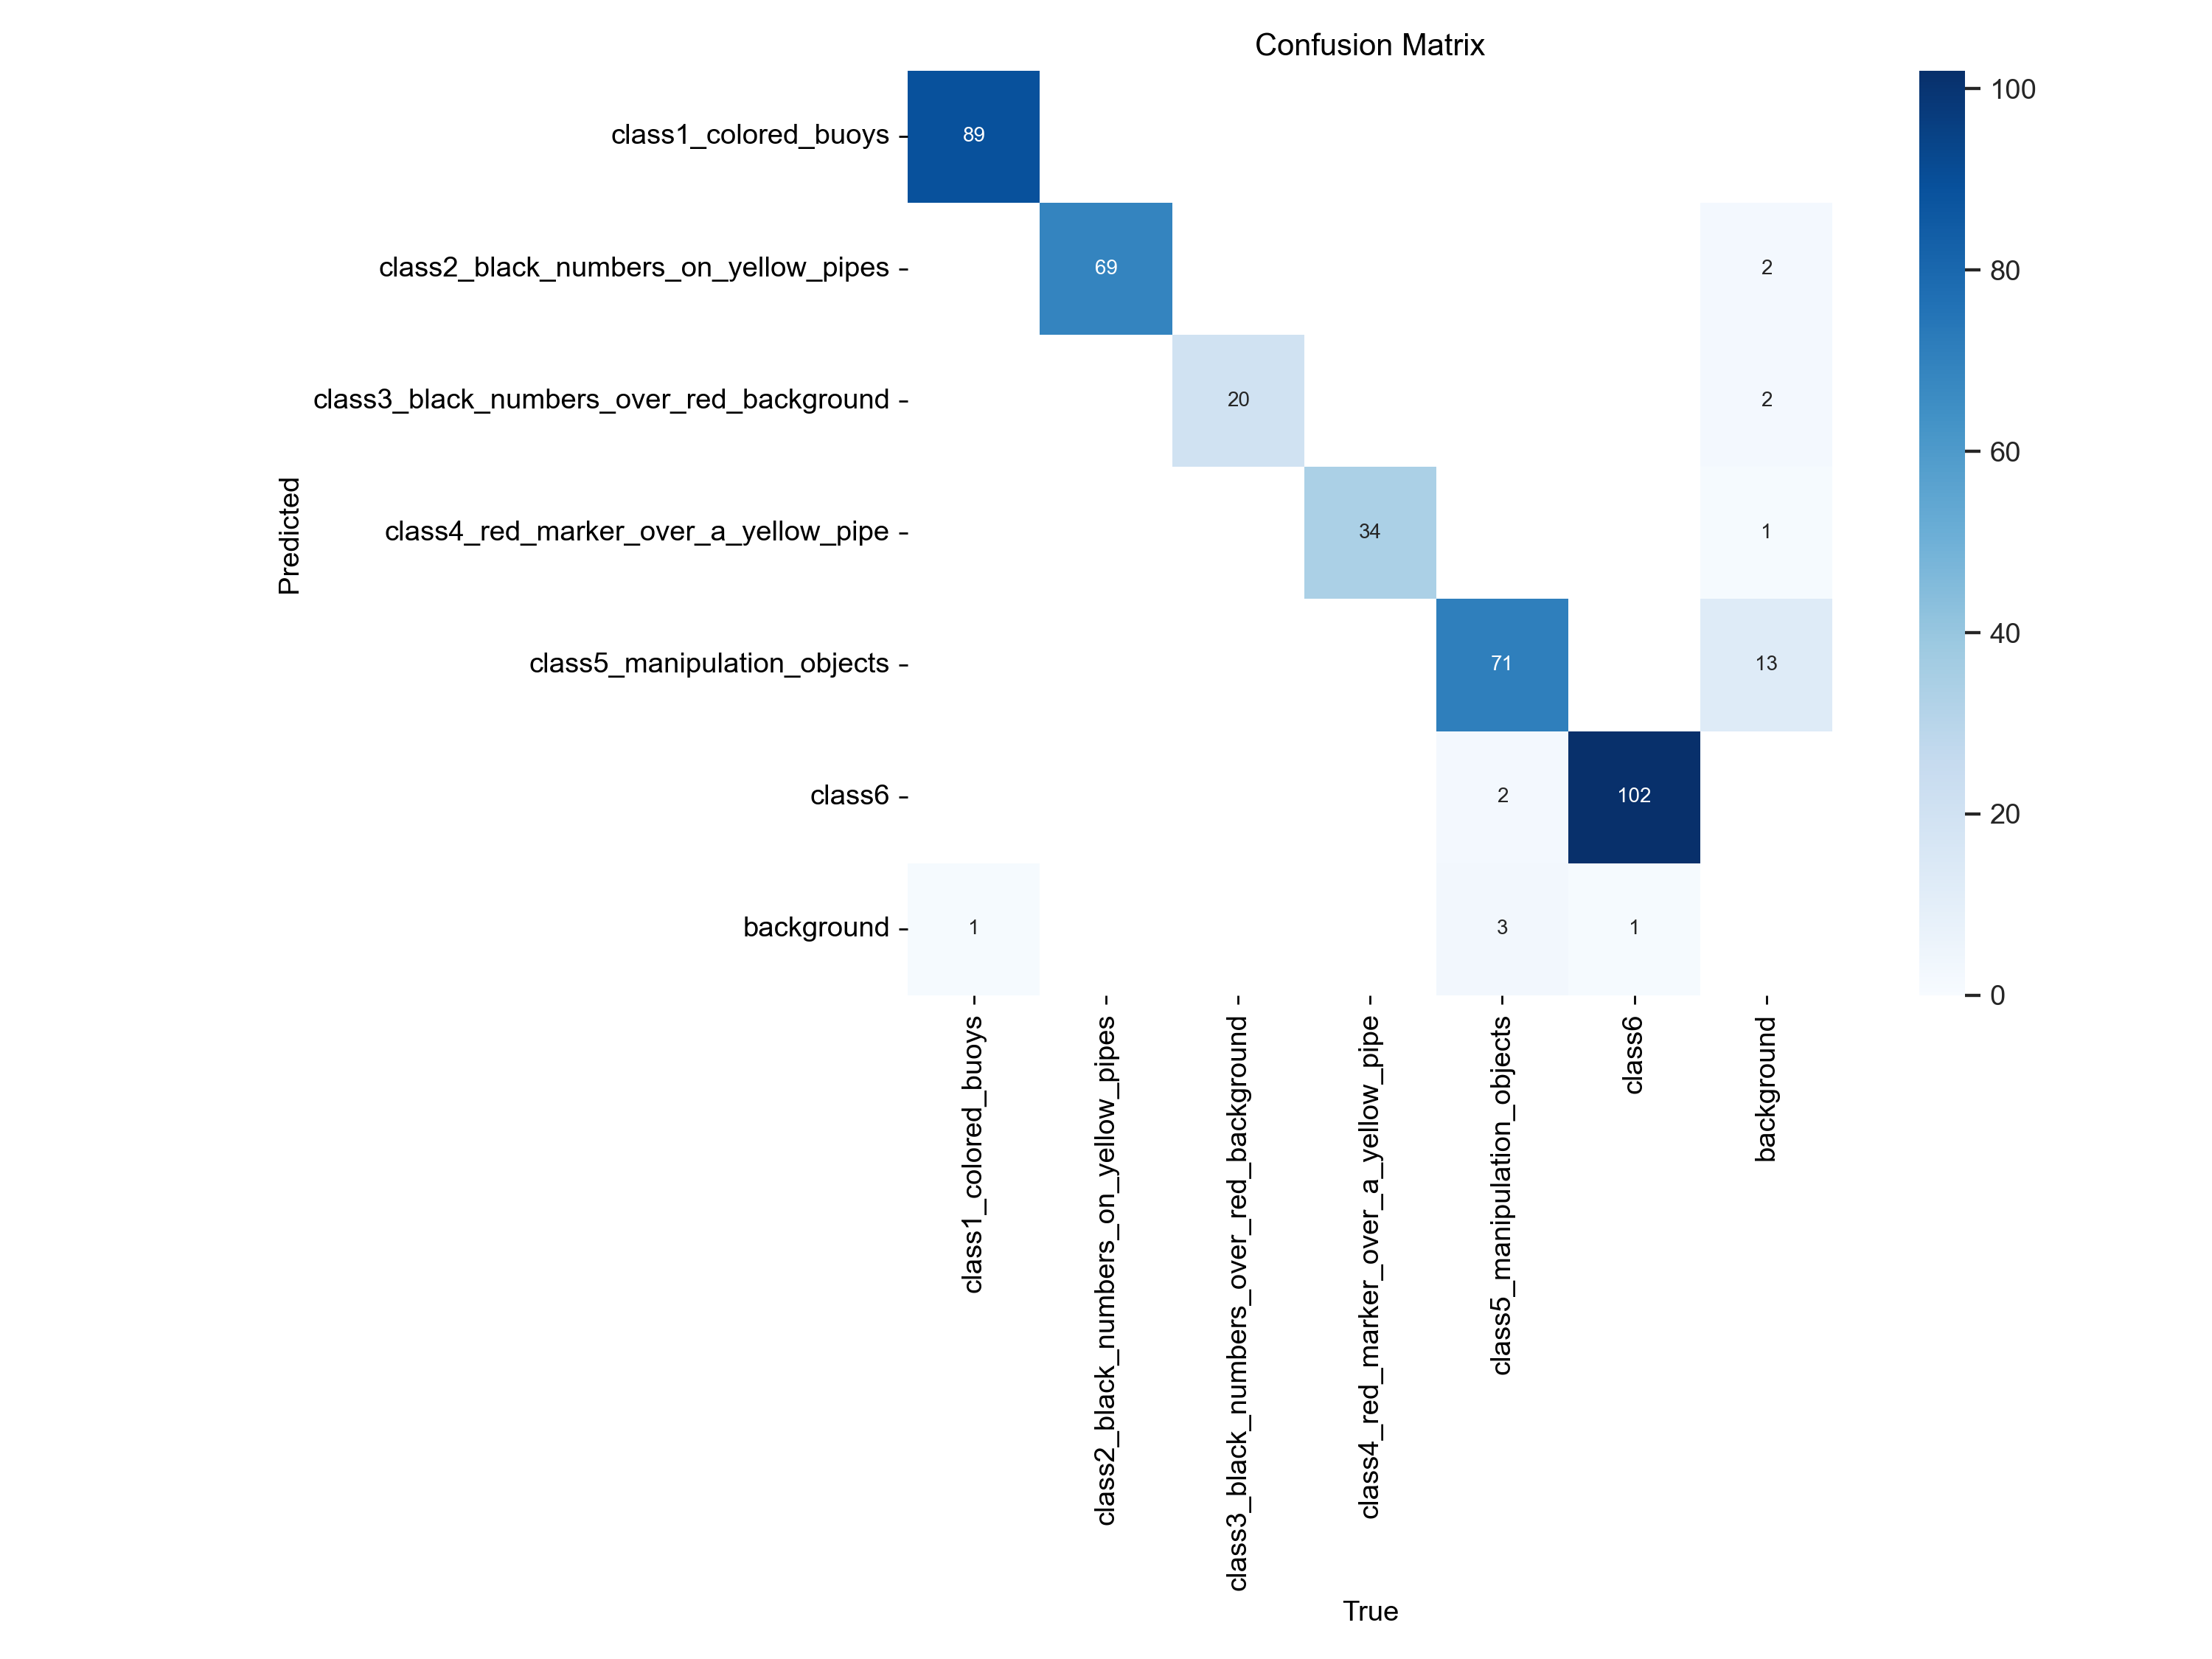 Confusion Matrix
class1_colored_buoys
89
100
class2_black_numbers_on_yellow_pipes
69
2
80
class3_black_numbers_over_red_background
20
2
60
Predicted
class4_red_marker_over_a_yellow_pipe
34
1
40
class5_manipulation_objects
71
13
class6
2
102
20
background
1
3
1
0
class1_colored_buoys
class2_black_numbers_on_yellow_pipes
class3_black_numbers_over_red_background
class4_red_marker_over_a_yellow_pipe
class5_manipulation_objects
class6
background
True